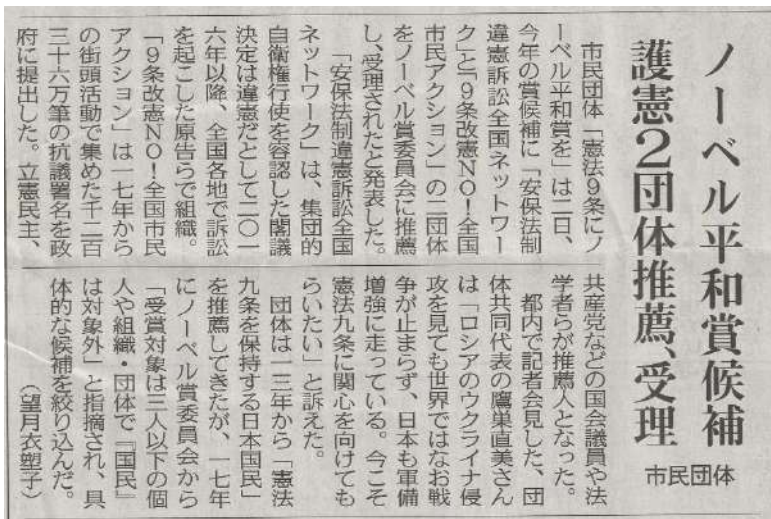 ノーベル平和賞候補
護憲2団体推薦、受理
市民団体
市民団体「憲法9条にノ
ーベル平和賞を」は二日、
今年の賞候補に「安保法制
違憲訴訟全国ネットワー
ク」と「9条改憲NO!全国
市民アクション」の二団体
をノーベル賞委員会に推薦
し、受理されたと発表した。
「安保法制違憲訴訟全国
ネットワーク」は、集団的
自衛権行使を容認した閣議
決定は違憲だとして二〇一
六年以降、全国各地で訴訟
を起こした原告らで組織。
「9条改憲NO!全国市民
アクション」は一七年から
の街頭活動で集めた千二百
三十六万筆の抗議署名を政
府に提出した。立憲民主、
共産党などの国会議員や法
学者らが推薦人となった。
都内で記者会見した、団
体共同代表の鷹巣直美さん
は「ロシアのウクライナ侵
攻を見ても世界ではなお戦
争が止まらず、日本も軍備
増強に走っている。今こそ
憲法九条に関心を向けても
らいたい」と訴えた。
団体は一三年から「憲法
九条を保持する日本国民」
を推薦してきたが、一七年
にノーベル賞委員会から
「受賞対象は三人以下の個
人や組織・団体で『国民』
は対象外」と指摘され、具
体的な候補を絞り込んだ。
(望月衣塑子)